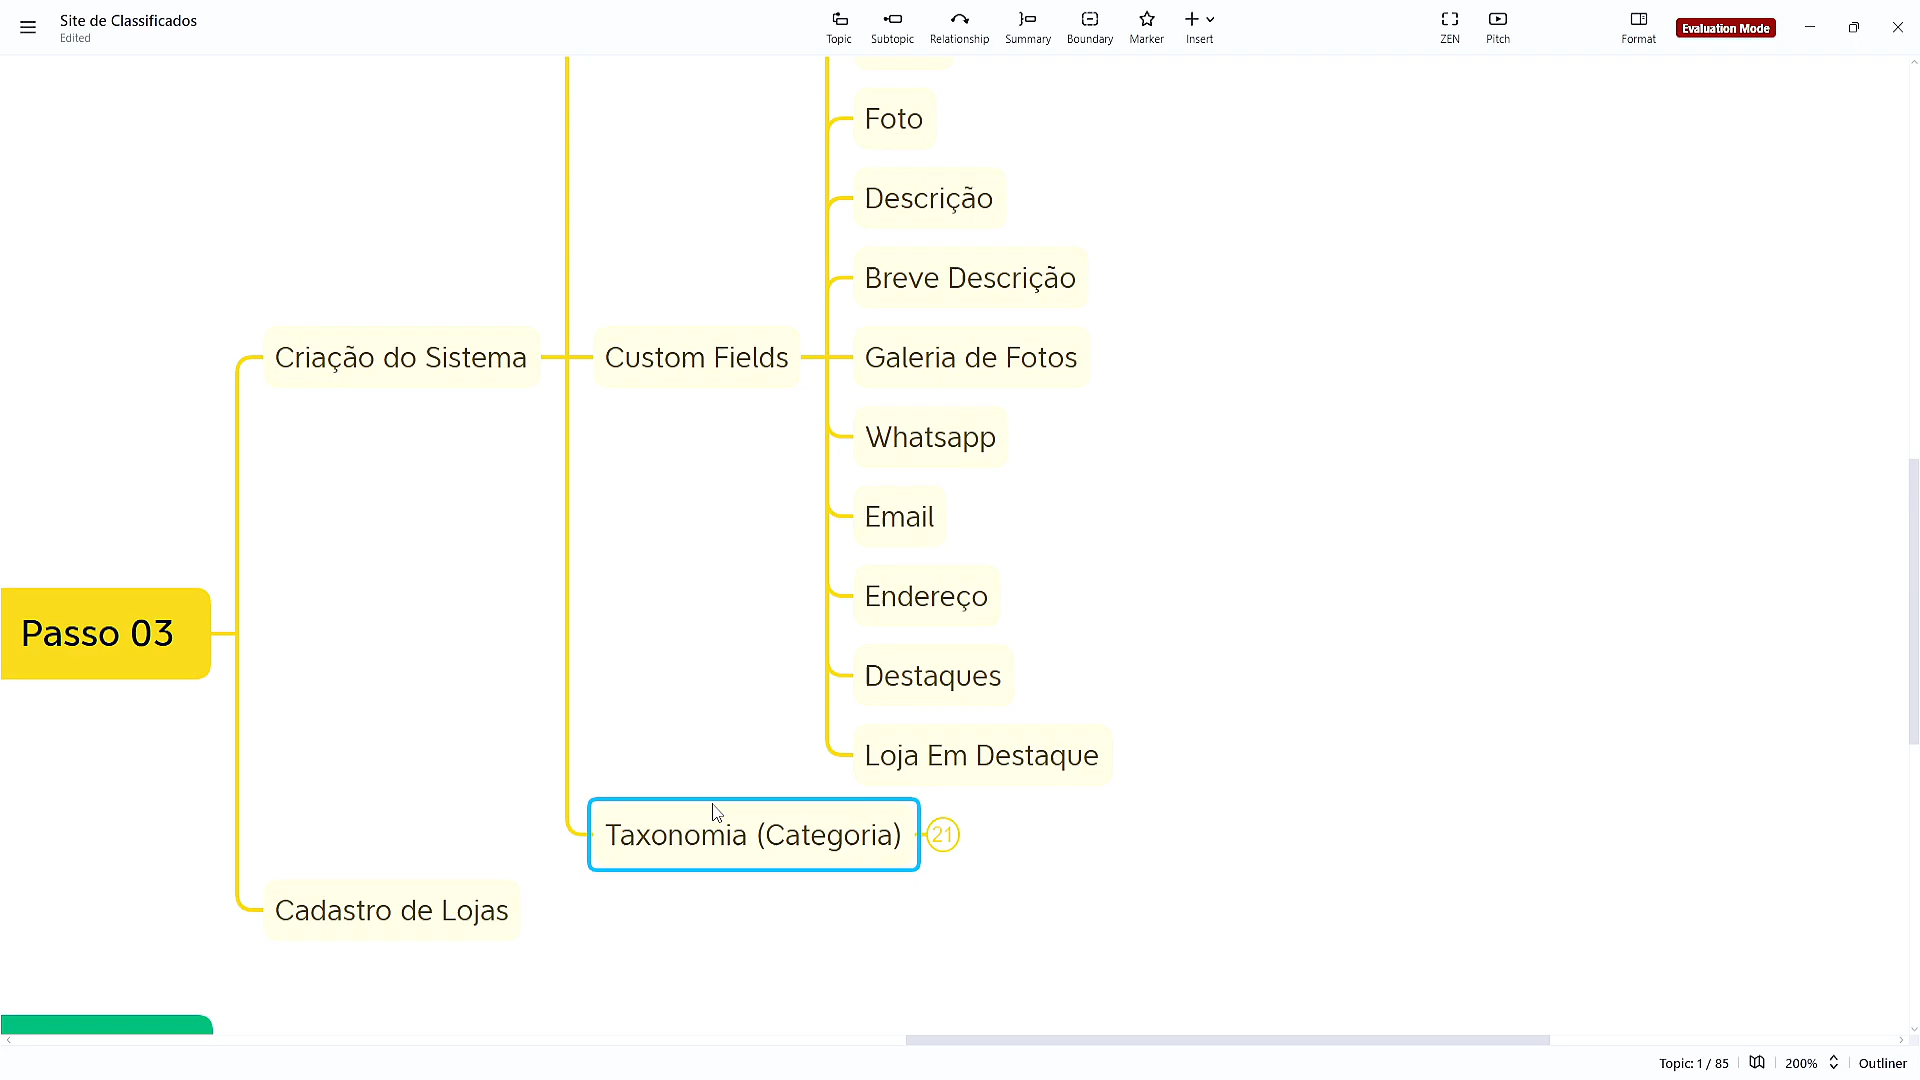 Site de Classificados
Edited
Topic
Subtopic
Relationship
Summary
Boundary
Marker
Insert
ZEN
Pitch
Format
Evaluation Mode
Foto
Descrição
Breve Descrição
Criação do Sistema
Custom Fields
Galeria de Fotos
Whatsapp
Email
Endereço
Passo 03
Destaques
Loja Em Destaque
Taxonomia (Categoria)
21
Cadastro de Lojas
Topic: 1 / 85
200%
Outliner